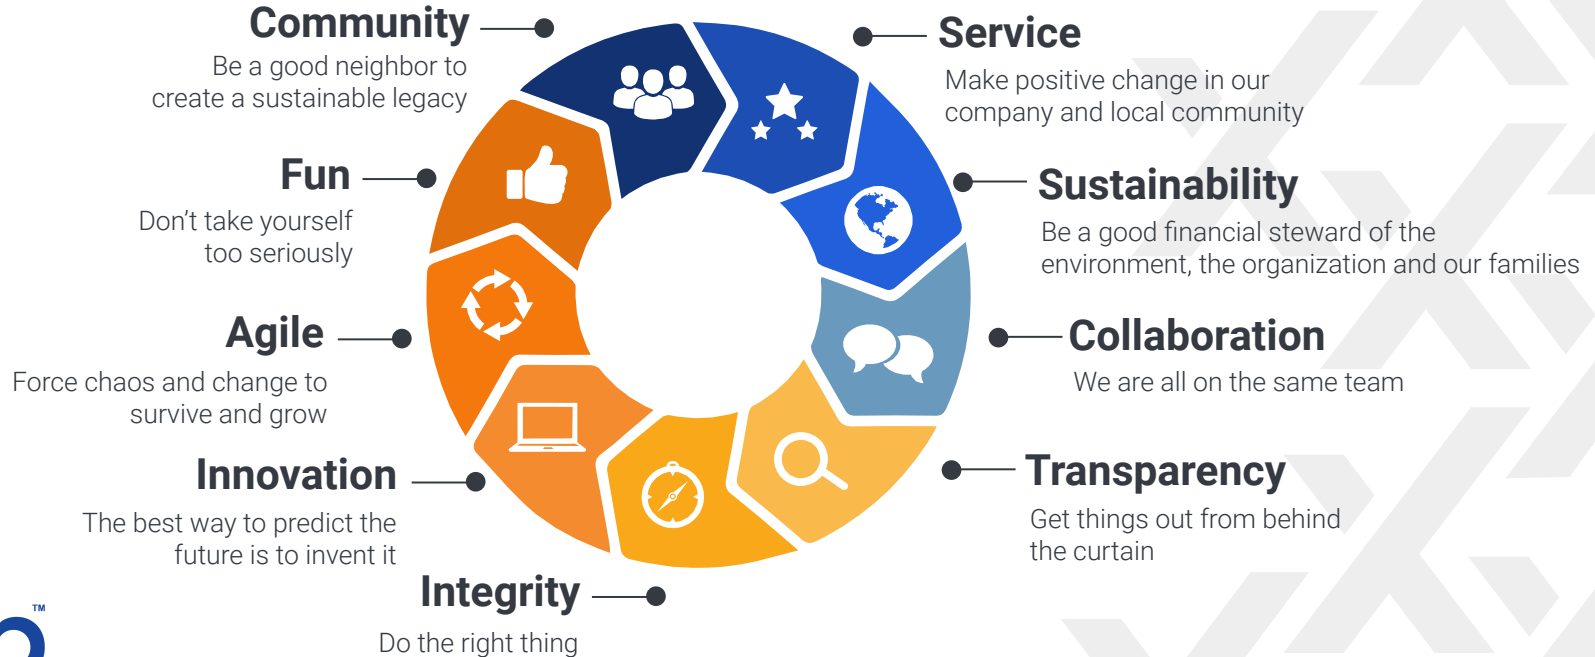 Community
Be a good neighbor to
create a sustainable legacy
Service
Make positive change in our
company and local community
Fun
Don’t take yourself
too seriously
Sustainability
Be a good financial steward of the
environment, the organization and our families
Agile
Force chaos and change to
survive and grow
Collaboration
We are all on the same team
Innovation
The best way to predict the
future is to invent it
Transparency
Get things out from behind
the curtain
Integrity
Do the right thing
TM